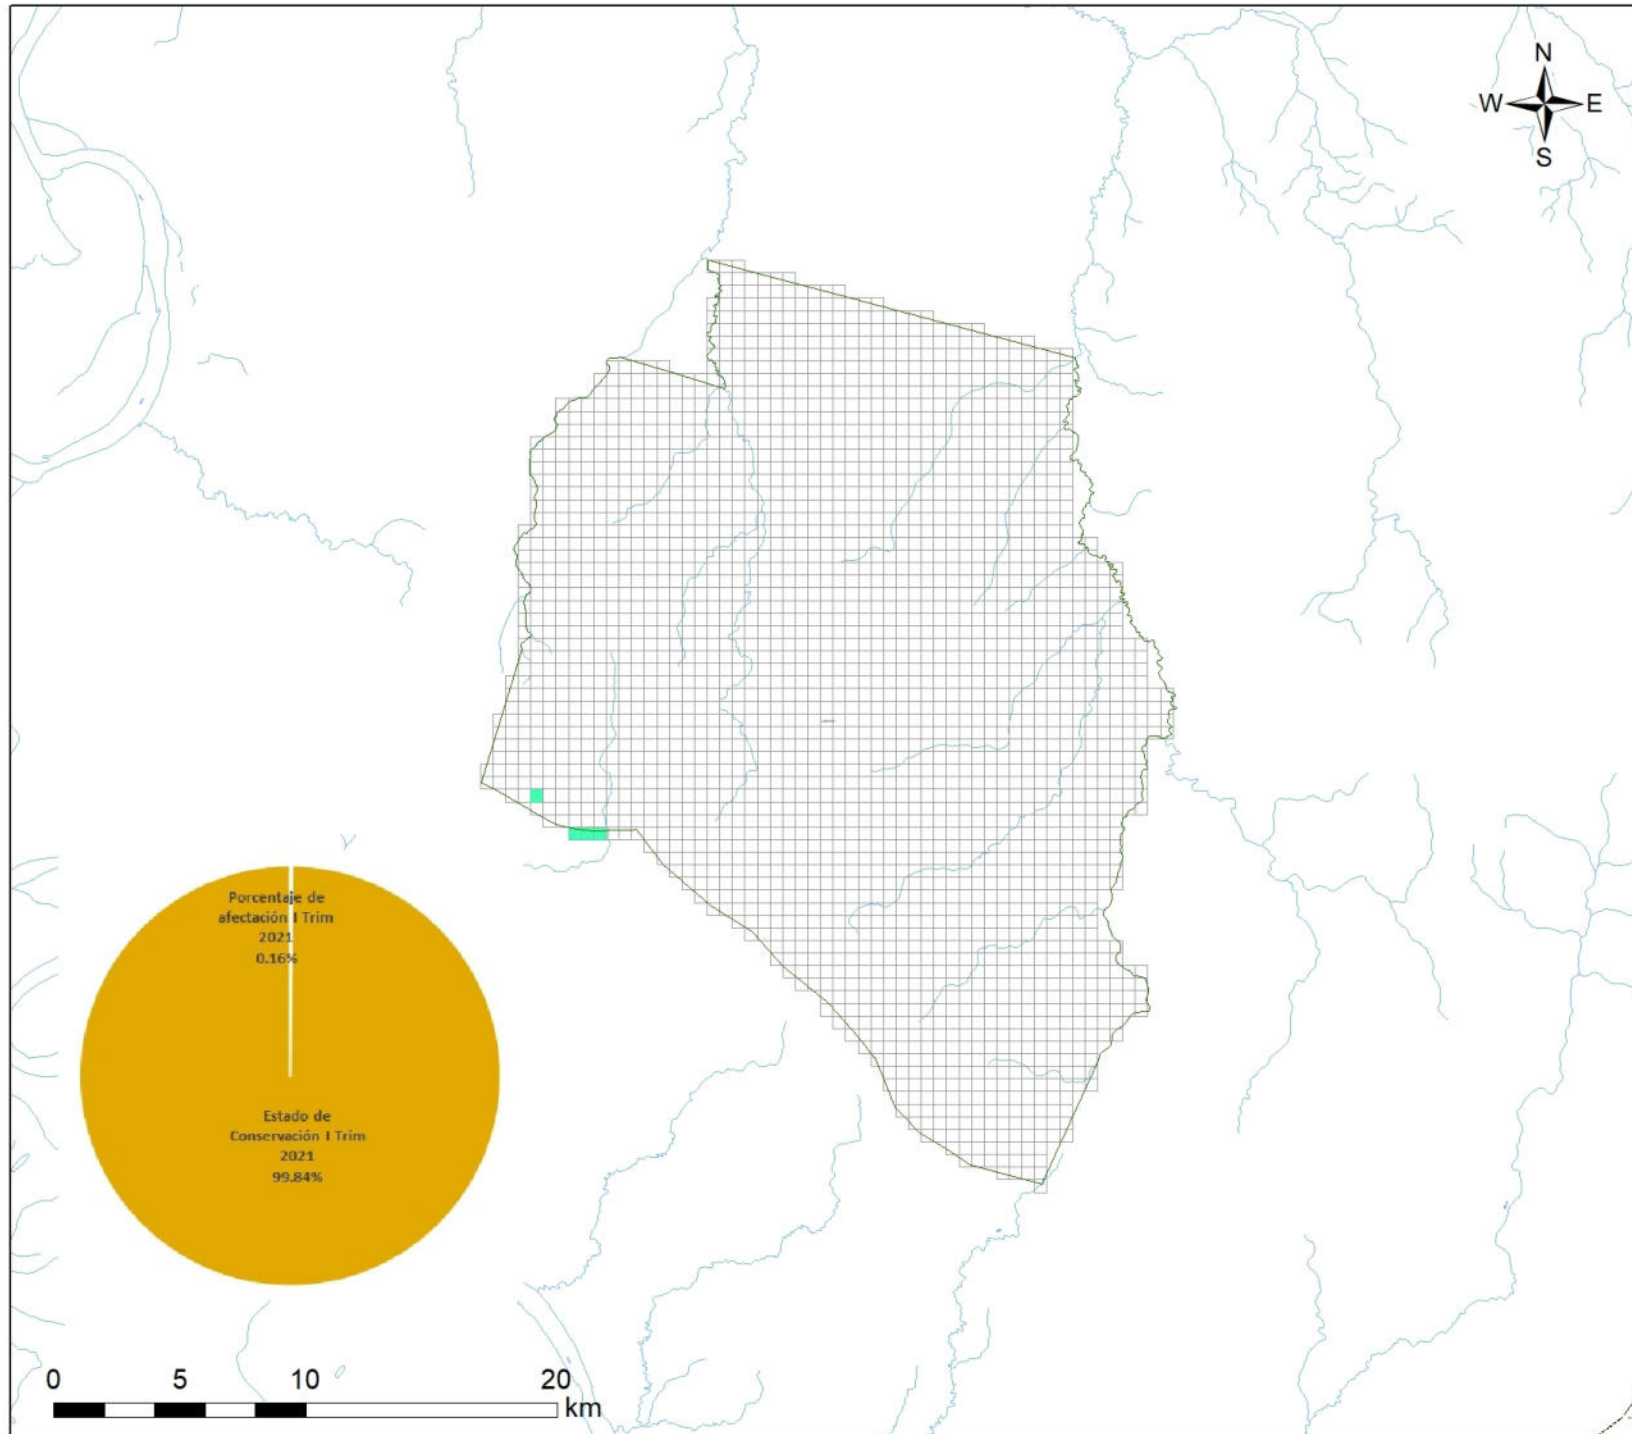 N
W E
S
Porcentaje de
afectación I Trim
2021
0.16%
Estado de
Conservación I Trim
2021
99.84%
0 5 10 20
km